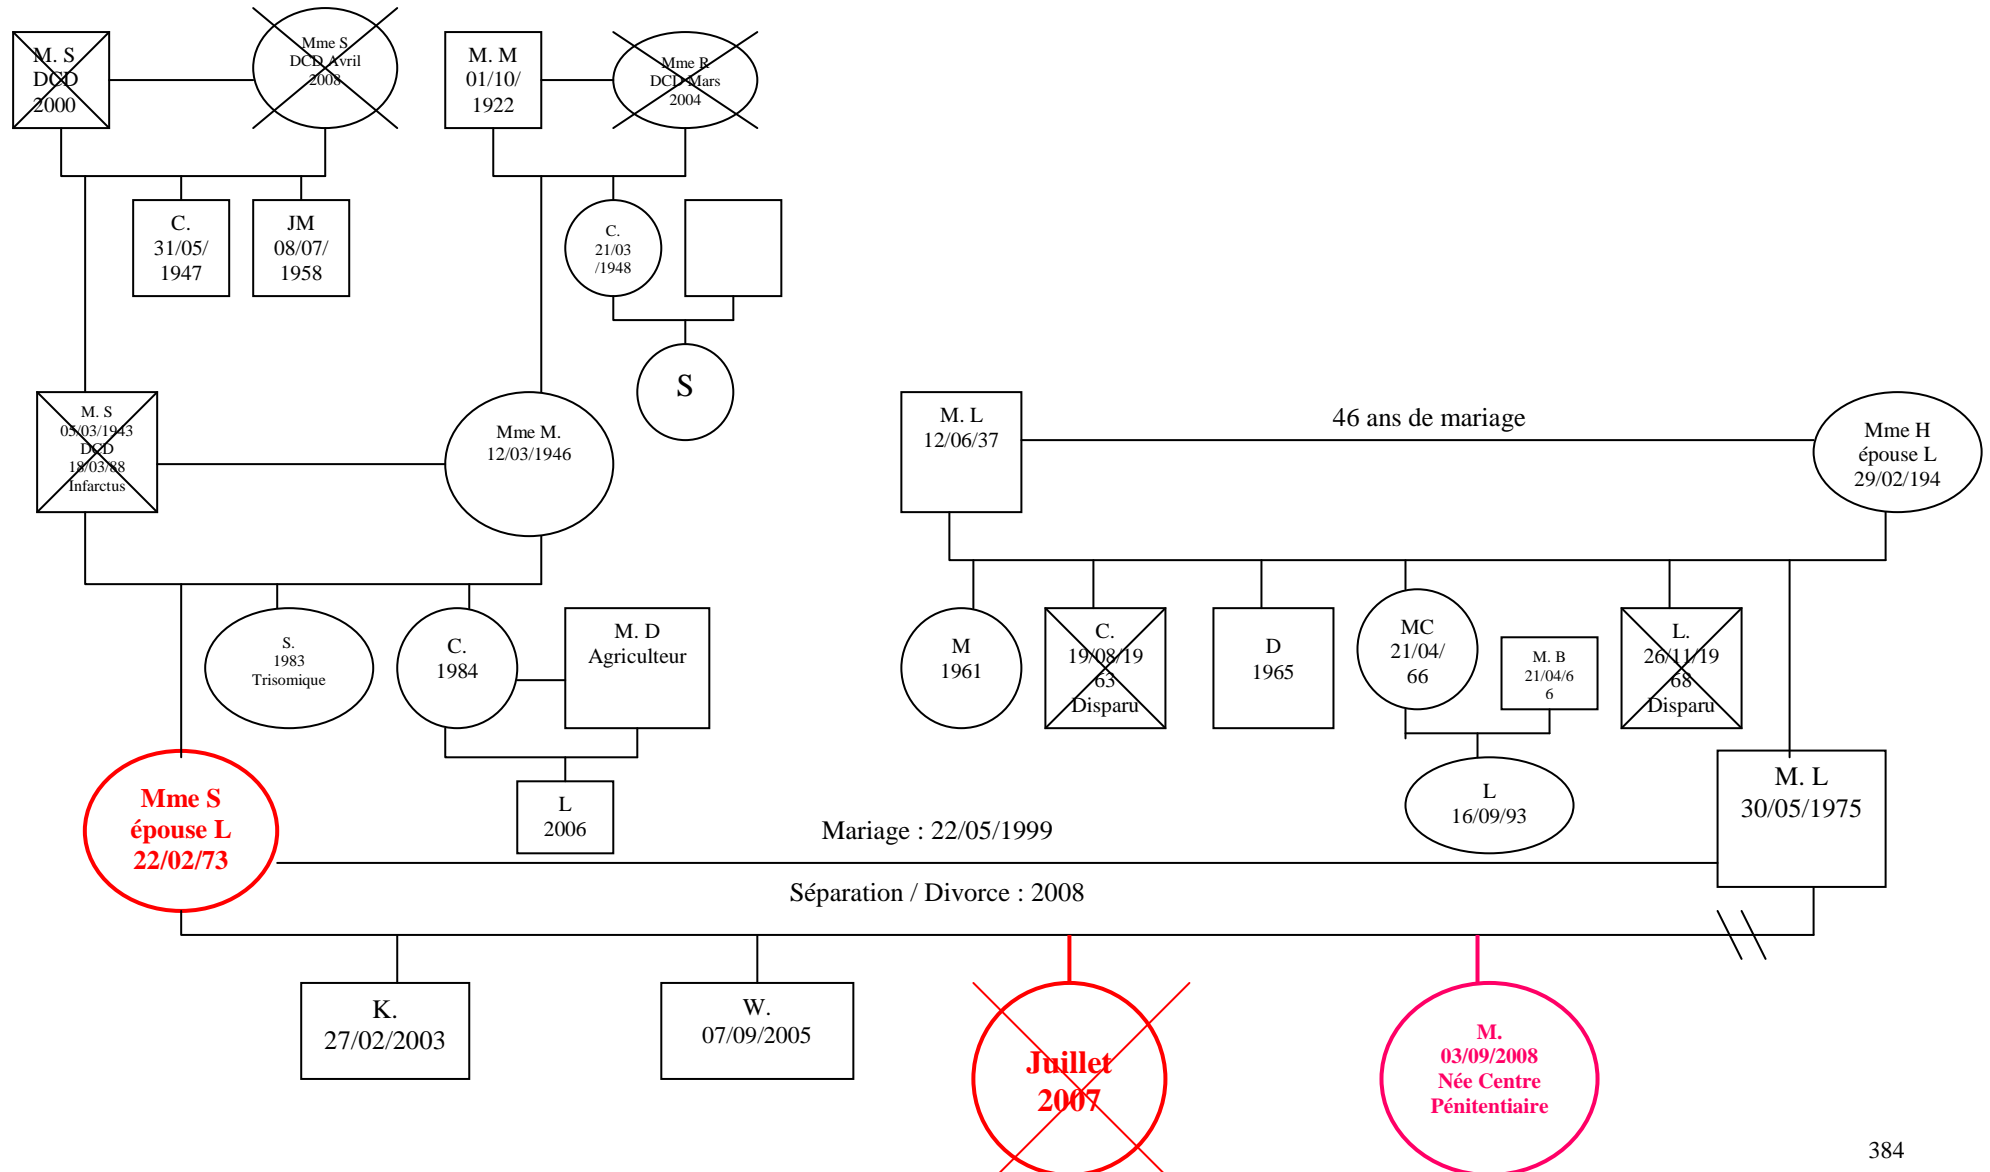 M. S
DCD
2000
Mme S
DCD Avril
2008
M. M
01/10/
1922
Mme R
DCD Mars
2004
C.
31/05/
1947
JM
08/07/
1958
C.
21/03
/1948
S
M. S
05/03/1943
DCD
18/03/88
Infarctus
Mme M.
12/03/1946
M. L
12/06/37
46 ans de mariage
Mme H
épouse L
29/02/194
S.
1983
Trisomique
C.
1984
M. D
Agriculteur
M
1961
C.
19/08/19
63
Disparu
D
1965
MC
21/04/
66
M. B
21/04/6
6
L.
26/11/19
68
Disparu
L
2006
L
16/09/93
Mme S
épouse L
22/02/73
Mariage : 22/05/1999
M. L
30/05/1975
Séparation / Divorce : 2008
K.
27/02/2003
W.
07/09/2005
Juillet
2007
M.
03/09/2008
Née Centre
Pénitentiaire
384